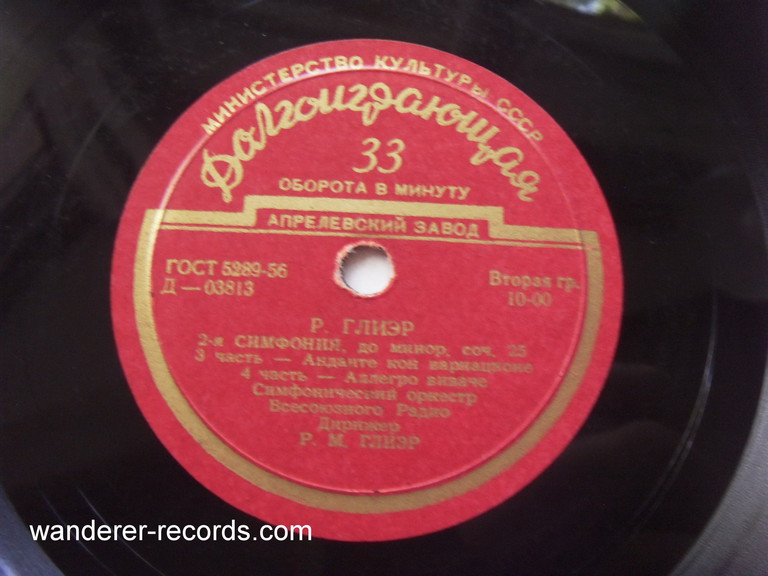 МИНИСТЕРСТВО КУЛЬТУРЫ СССР
Долгоиграющая
33
ОБОРОТА В МИНУТУ
АПРЕЛЕВСКИЙ ЗАВОД
ГОСТ 5289-56
Д — 03813
Вторая гр.
10-00
Р. ГЛИЭР
2-я СИМФОНИЯ, до минор, соч. 25
3 часть — Анданте кон вариационе
4 часть — Аллегро виваче
Симфонический оркестр
Всесоюзного Радио
Дирижер
Р. М. ГЛИЭР
wanderer-records.com